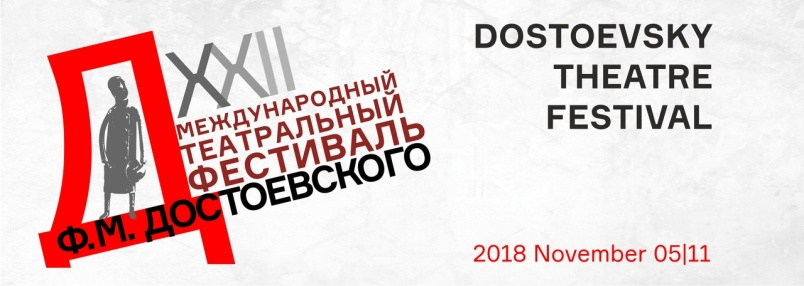 XXII
МЕЖДУНАРОДНЫЙ
ТЕАТРАЛЬНЫЙ
ФЕСТИВАЛЬ
Ф.М. ДОСТОЕВСКОГО
DOSTOEVSKY
THEATRE
FESTIVAL
2018 November 05|11